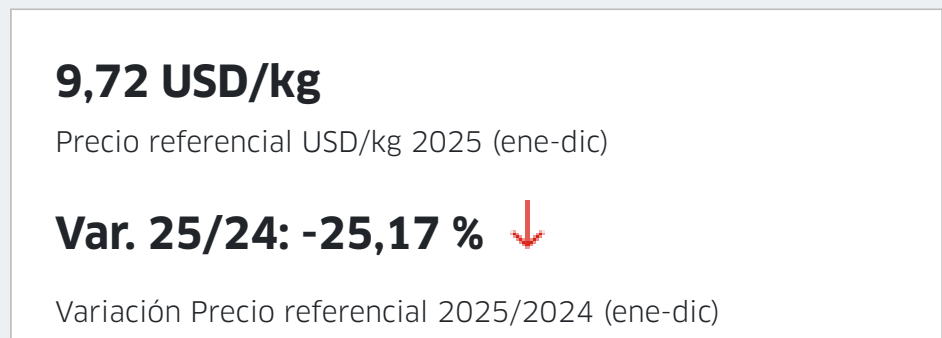 9,72 USD/kg
Precio referencial USD/kg 2025 (ene-dic)
Var. 25/24: -25,17 %
Variación Precio referencial 2025/2024 (ene-dic)